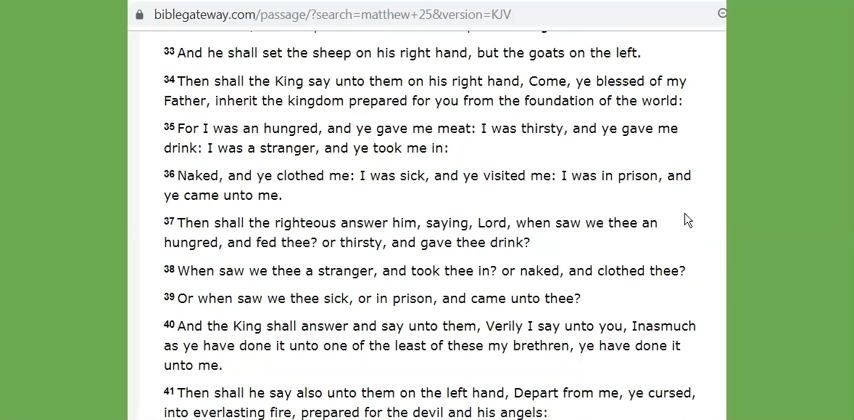 biblegateway.com/passage/?search=matthew+25&version=KJV
33 And he shall set the sheep on his right hand, but the goats on the left.
34 Then shall the King say unto them on his right hand, Come, ye blessed of my
Father, inherit the kingdom prepared for you from the foundation of the world:
35 For I was an hungred, and ye gave me meat: I was thirsty, and ye gave me
drink: I was a stranger, and ye took me in:
36 Naked, and ye clothed me: I was sick, and ye visited me: I was in prison, and
ye came unto me.
37 Then shall the righteous answer him, saying, Lord, when saw we thee an
hungred, and fed thee? or thirsty, and gave thee drink?
38 When saw we thee a stranger, and took thee in? or naked, and clothed thee?
39 Or when saw we thee sick, or in prison, and came unto thee?
40 And the King shall answer and say unto them, Verily I say unto you, Inasmuch
as ye have done it unto one of the least of these my brethren, ye have done it
unto me.
41 Then shall he say also unto them on the left hand, Depart from me, ye cursed,
into everlasting fire, prepared for the devil and his angels: